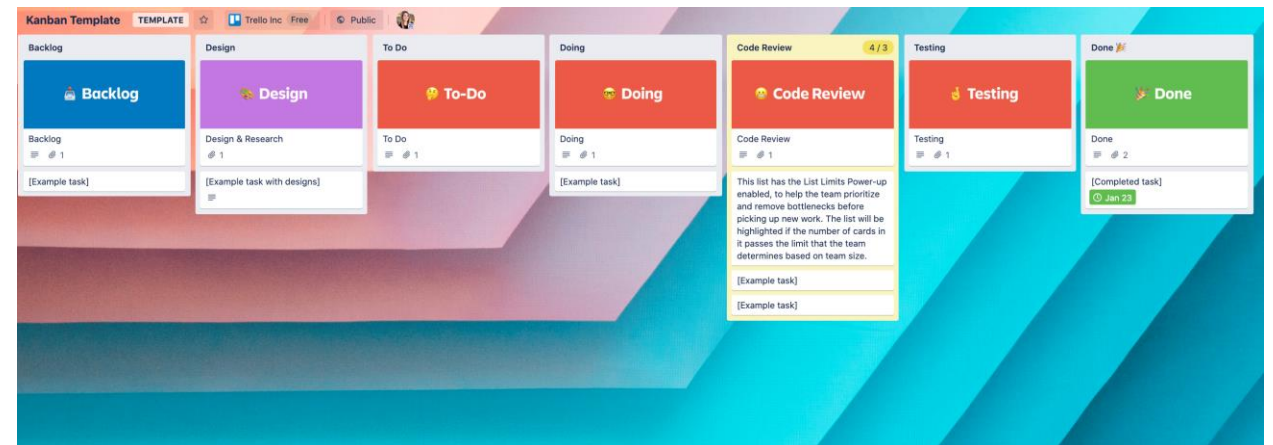 Kanban Template TEMPLATE Trello Inc Free Public
Backlog
Backlog
Backlog
1
[Example task]
Design
Design
Design & Research
1
[Example task with designs]
To Do
To-Do
To Do
1
Doing
Doing
Doing
1
[Example task]
Code Review 4 / 3
Code Review
Code Review
1
This list has the List Limits Power-up
enabled, to help the team prioritize
and remove bottlenecks before
picking up new work. The list will be
highlighted if the number of cards in
it passes the limit that the team
determines based on team size.
[Example task]
[Example task]
Testing
Testing
Testing
1
Done 🎉
Done
Done
2
[Completed task]
Jan 23